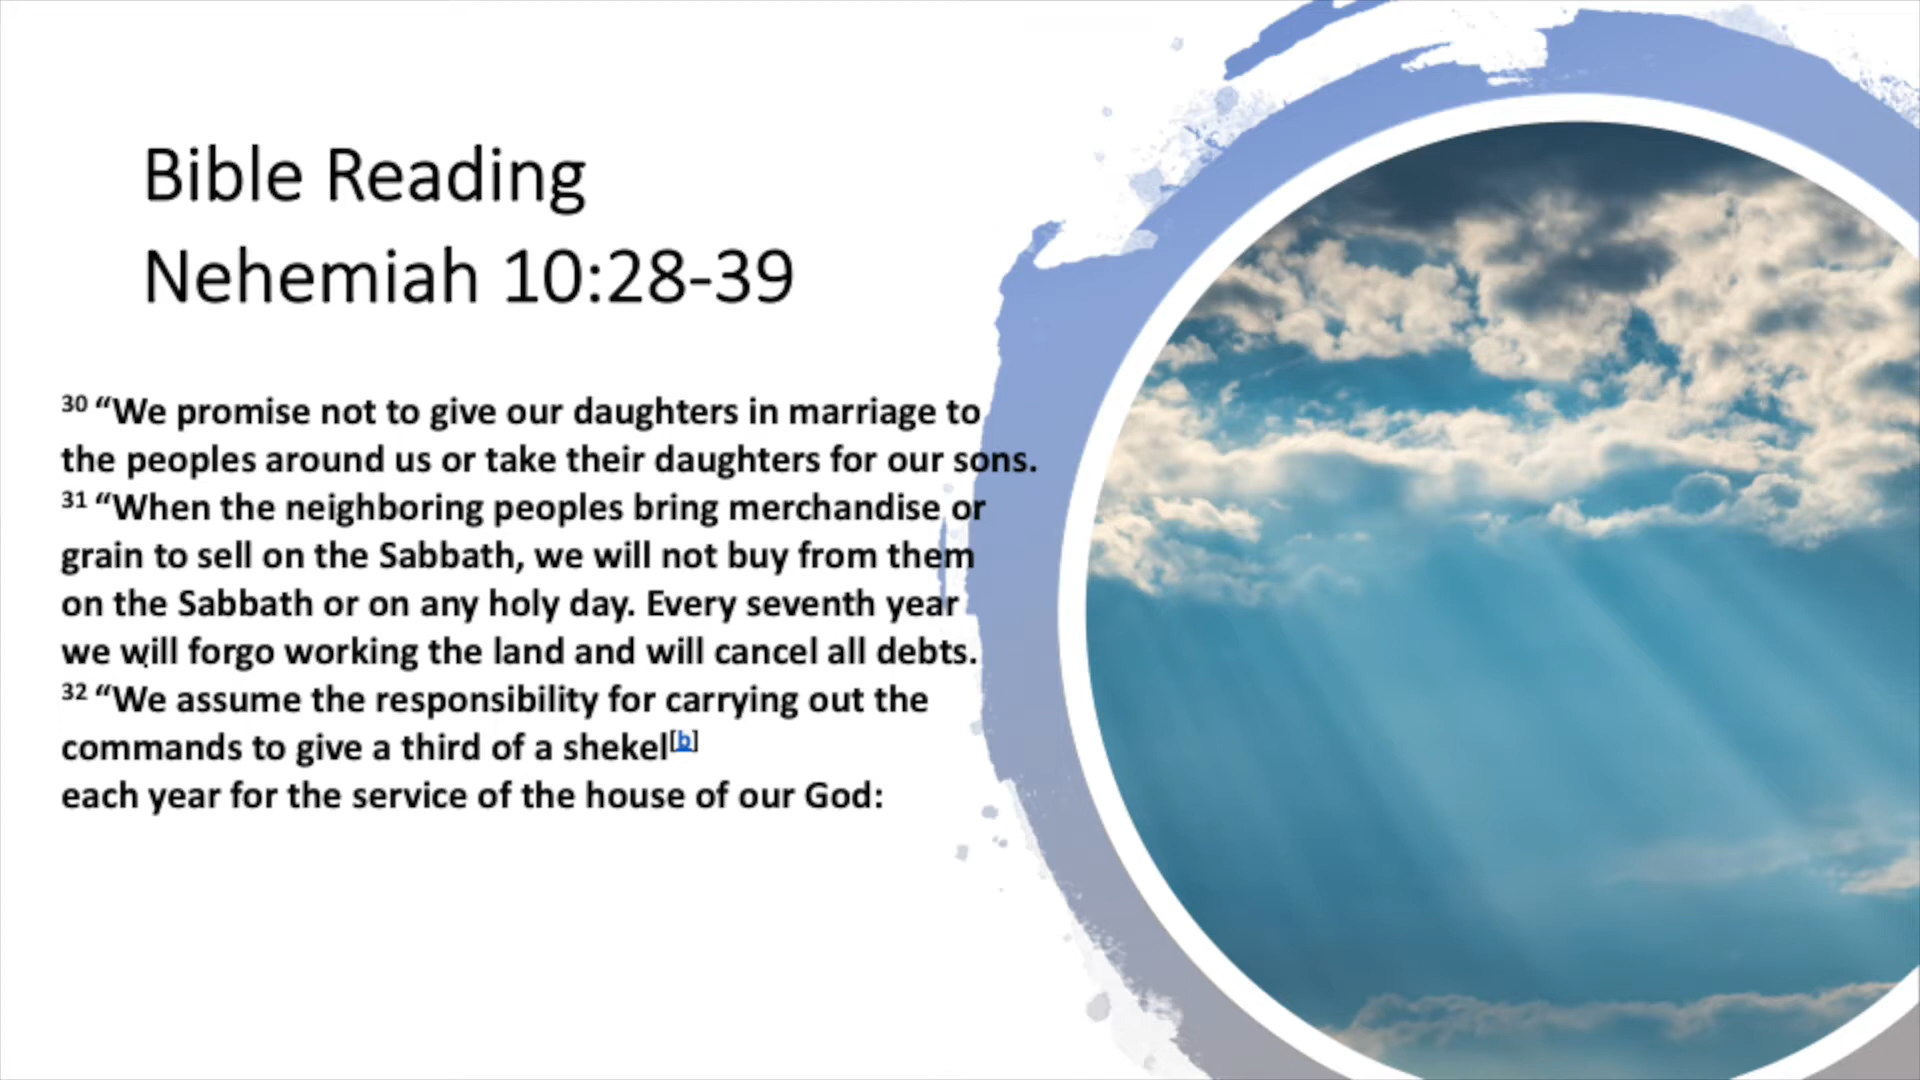 Bible Reading
Nehemiah 10:28-39
30 “We promise not to give our daughters in marriage to
the peoples around us or take their daughters for our sons.
31 “When the neighboring peoples bring merchandise or
grain to sell on the Sabbath, we will not buy from them
on the Sabbath or on any holy day. Every seventh year
we will forgo working the land and will cancel all debts.
32 “We assume the responsibility for carrying out the
commands to give a third of a shekel[b]
each year for the service of the house of our God: